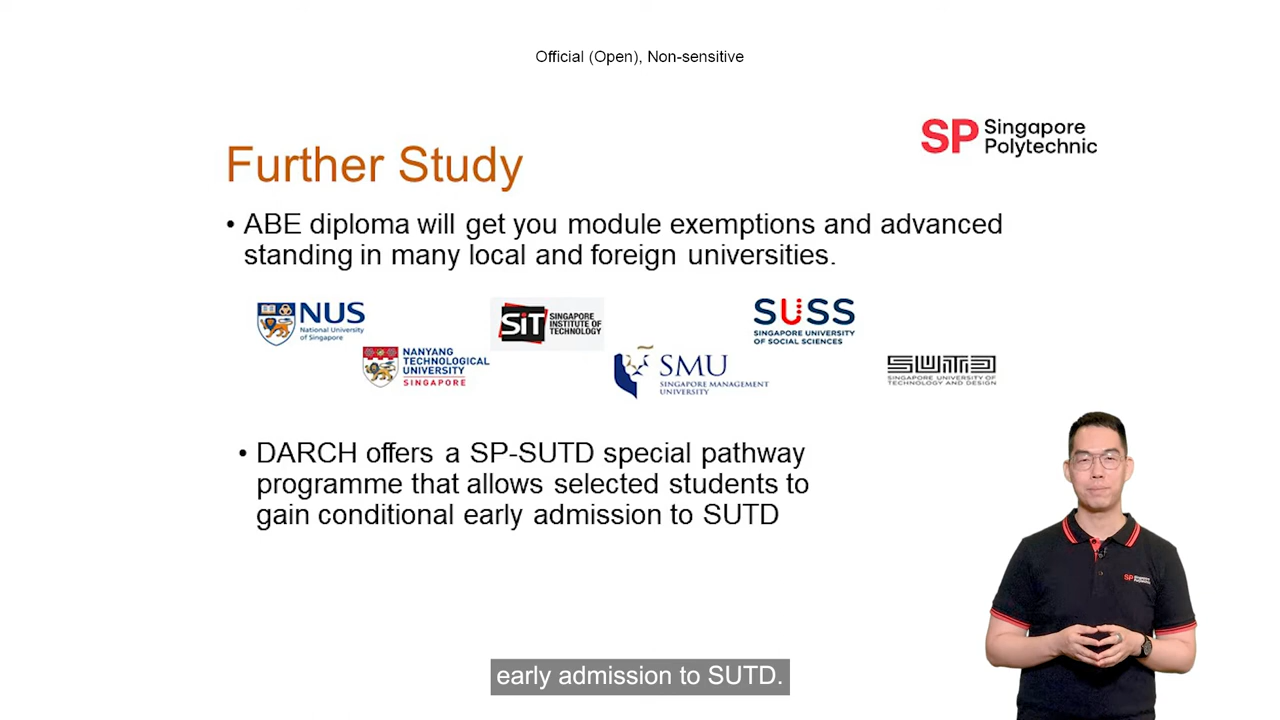 Official (Open), Non-sensitive
SP Singapore
Polytechnic
Further Study
• ABE diploma will get you module exemptions and advanced
standing in many local and foreign universities.
NUS
National University
of Singapore
NANYANG
TECHNOLOGICAL
UNIVERSITY
SINGAPORE
SiT SINGAPORE
INSTITUTE OF
TECHNOLOGY
SMU
SINGAPORE MANAGEMENT
UNIVERSITY
SUSS
SINGAPORE UNIVERSITY
OF SOCIAL SCIENCES
SUTD
SINGAPORE UNIVERSITY OF
TECHNOLOGY AND DESIGN
• DARCH offers a SP-SUTD special pathway
programme that allows selected students to
gain conditional early admission to SUTD
SP Singapore
Polytechnic
early admission to SUTD.